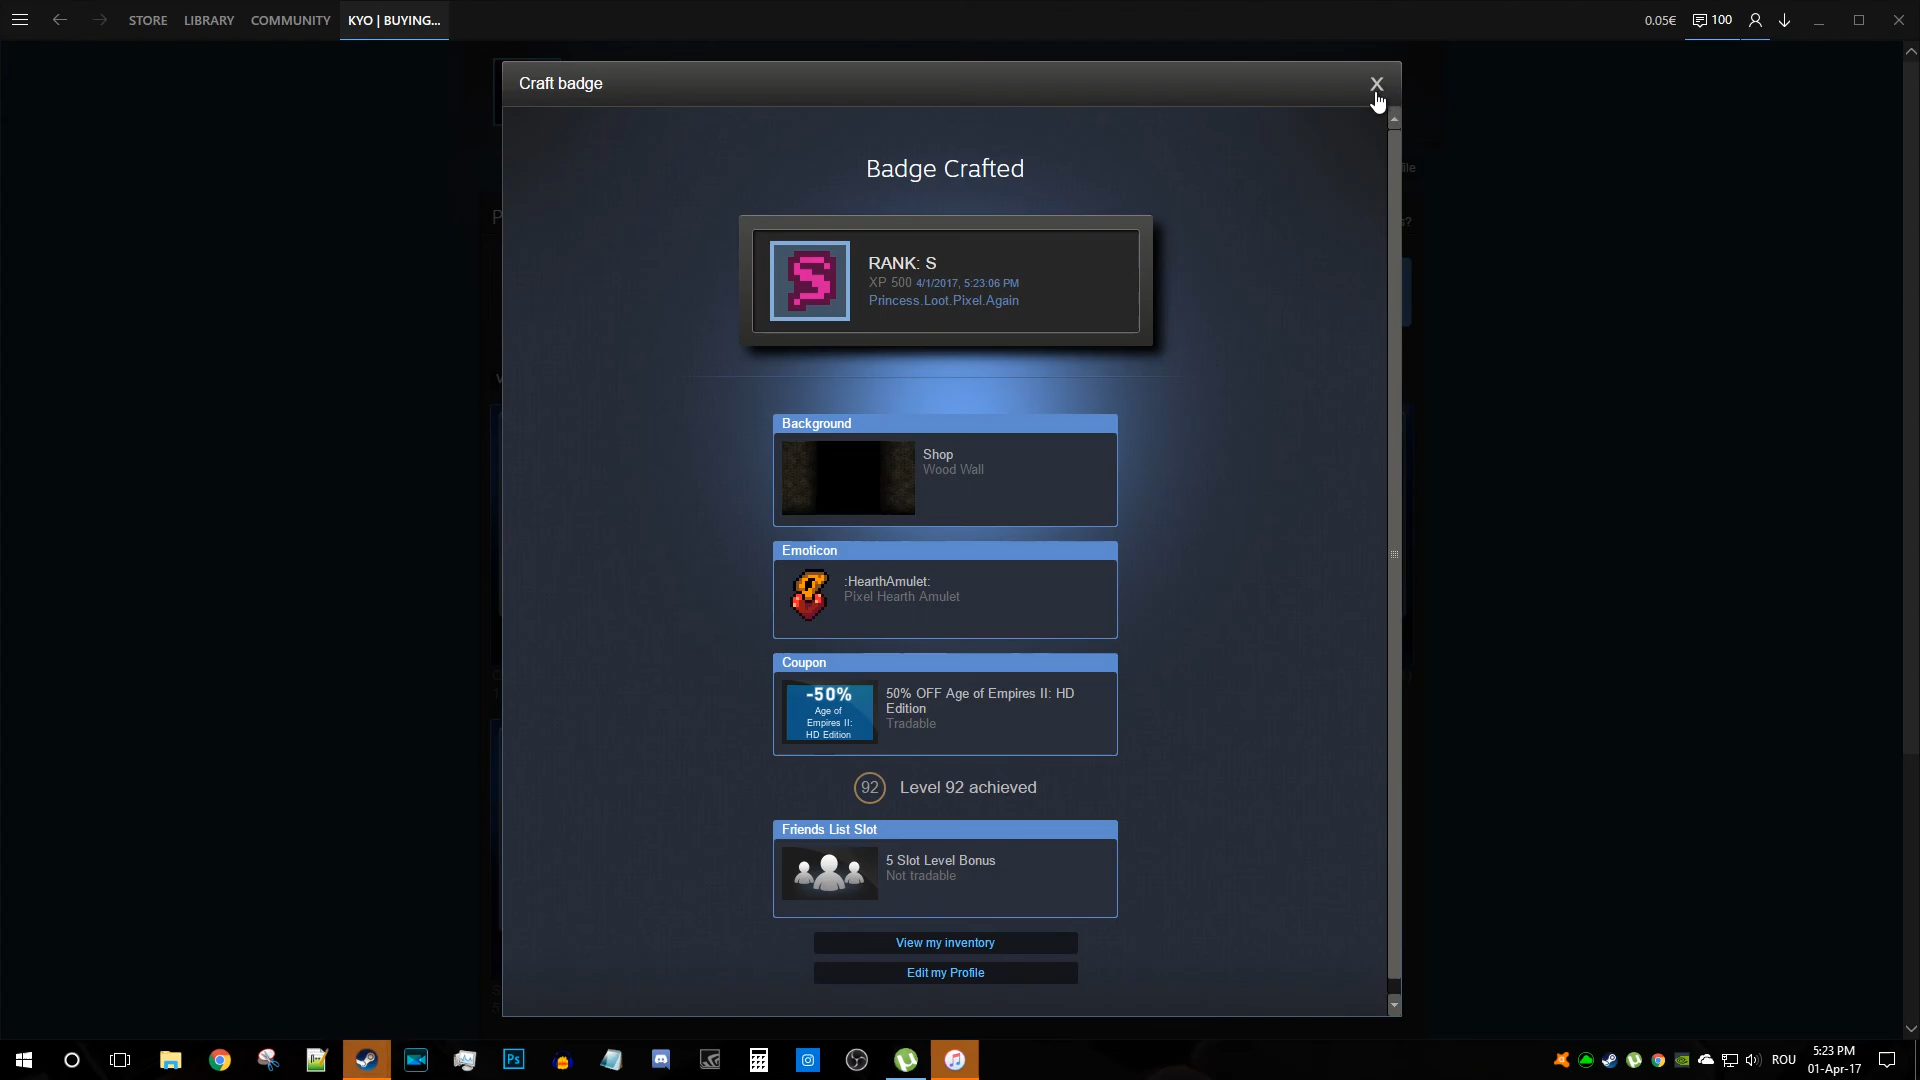 STORE
LIBRARY
COMMUNITY
KYO | BUYING...
0.05€
100
Craft badge
X
Badge Crafted
RANK: S
XP 500 4/1/2017, 5:23:06 PM
Princess.Loot.Pixel.Again
Background
Shop
Wood Wall
Emoticon
:HearthAmulet:
Pixel Hearth Amulet
Coupon
-50%
Age of
Empires II:
HD Edition
50% OFF Age of Empires II: HD
Edition
Tradable
92
Level 92 achieved
Friends List Slot
5 Slot Level Bonus
Not tradable
View my inventory
Edit my Profile
Ps
ROU
5:23 PM
01-Apr-17